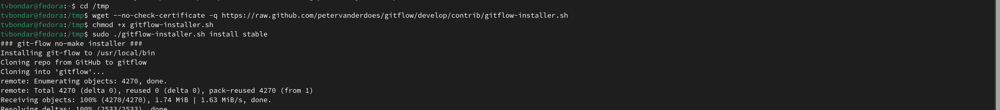 tvbondar@fedora:~$ cd /tmp
tvbondar@fedora:/tmp$ wget --no-check-certificate -q https://raw.github.com/petervanderdoes/gitflow/develop/contrib/gitflow-installer.sh
tvbondar@fedora:/tmp$ chmod +x gitflow-installer.sh
tvbondar@fedora:/tmp$ sudo ./gitflow-installer.sh install stable
### git-flow no-make installer ###
Installing git-flow to /usr/local/bin
Cloning repo from GitHub to gitflow
Cloning into 'gitflow'...
remote: Enumerating objects: 4270, done.
remote: Total 4270 (delta 0), reused 0 (delta 0), pack-reused 4270 (from 1)
Receiving objects: 100% (4270/4270), 1.74 MiB | 1.63 MiB/s, done.
Resolving deltas: 100% (2533/2533), done.